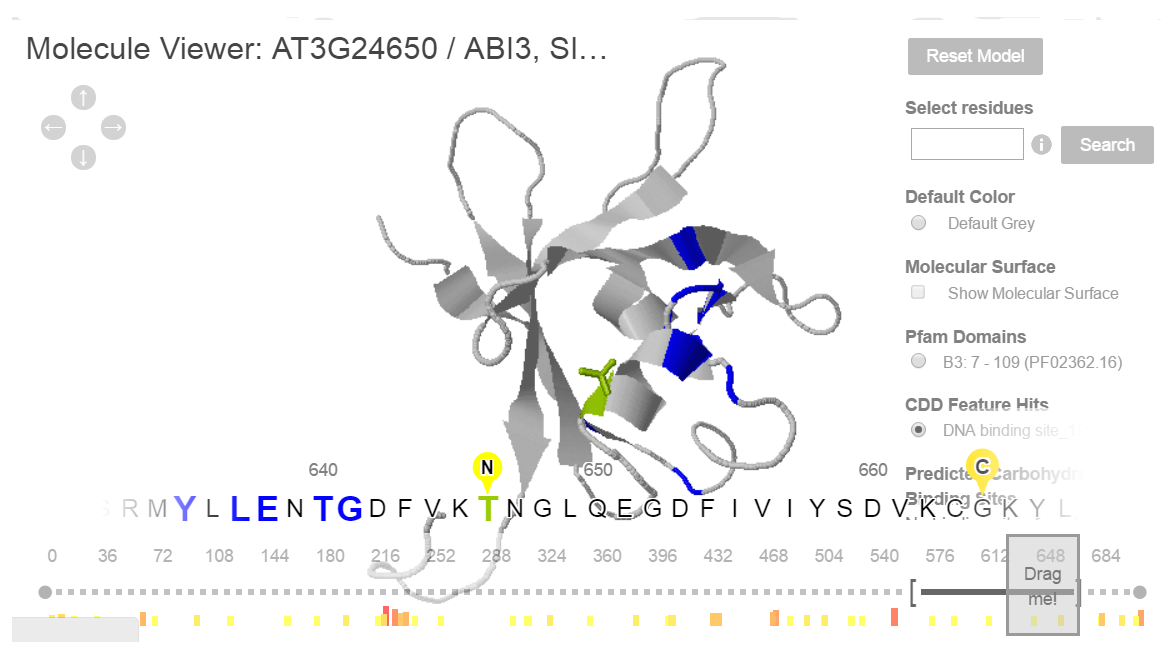 Molecule Viewer: AT3G24650 / ABI3, SI…
Reset Model
Select residues
i
Search
Default Color
Default Grey
Molecular Surface
Show Molecular Surface
Pfam Domains
B3: 7 - 109 (PF02362.16)
CDD Feature Hits
DNA binding site_1
Predicted Carbohydr
Binding Sites
640 N 650 660 C
G R M Y L L E N T G D F V K T N G L Q E G D F I V I Y S D V K C G K Y L
0 36 72 108 144 180 216 252 288 324 360 396 432 468 504 540 576 612 648 684
Drag
me!